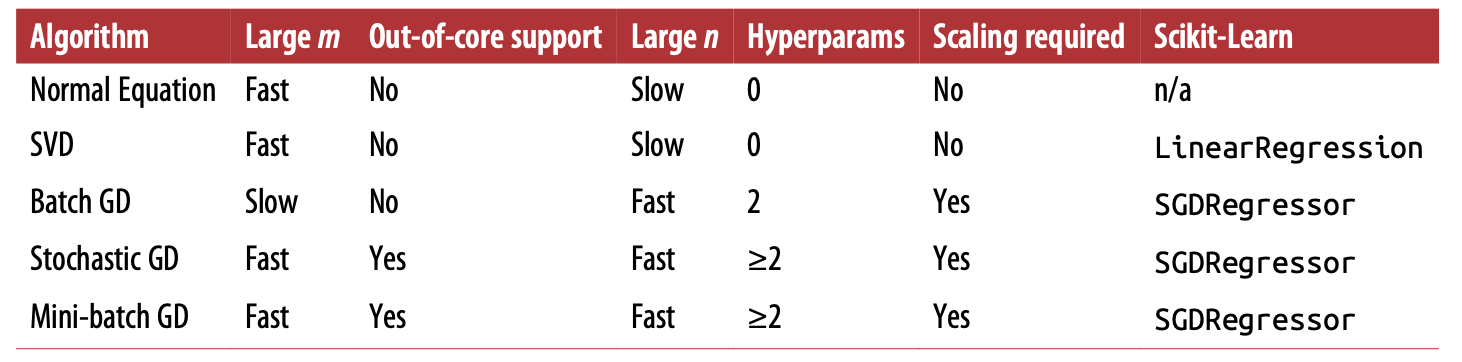 Algorithm Large m Out-of-core support Large n Hyperparams Scaling required Scikit-Learn
Normal Equation Fast No Slow 0 No n/a
SVD Fast No Slow 0 No LinearRegression
Batch GD Slow No Fast 2 Yes SGDRegressor
Stochastic GD Fast Yes Fast ≥2 Yes SGDRegressor
Mini-batch GD Fast Yes Fast ≥2 Yes SGDRegressor